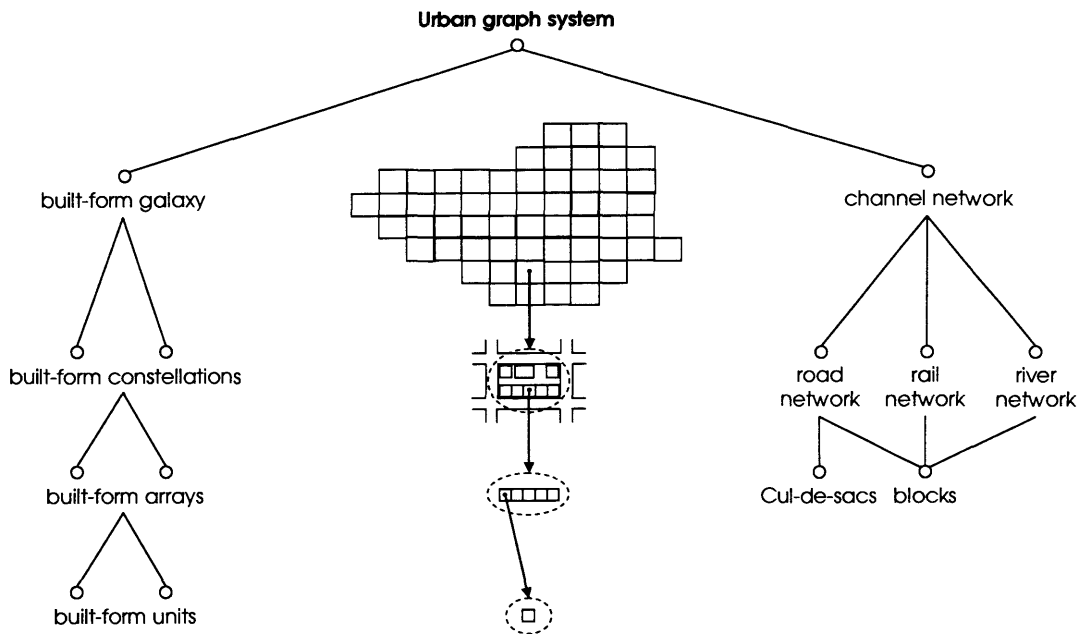 Urban graph system
built-form galaxy
channel network
built-form constellations
road
network
rail
network
river
network
built-form arrays
Cul-de-sacs
blocks
built-form units